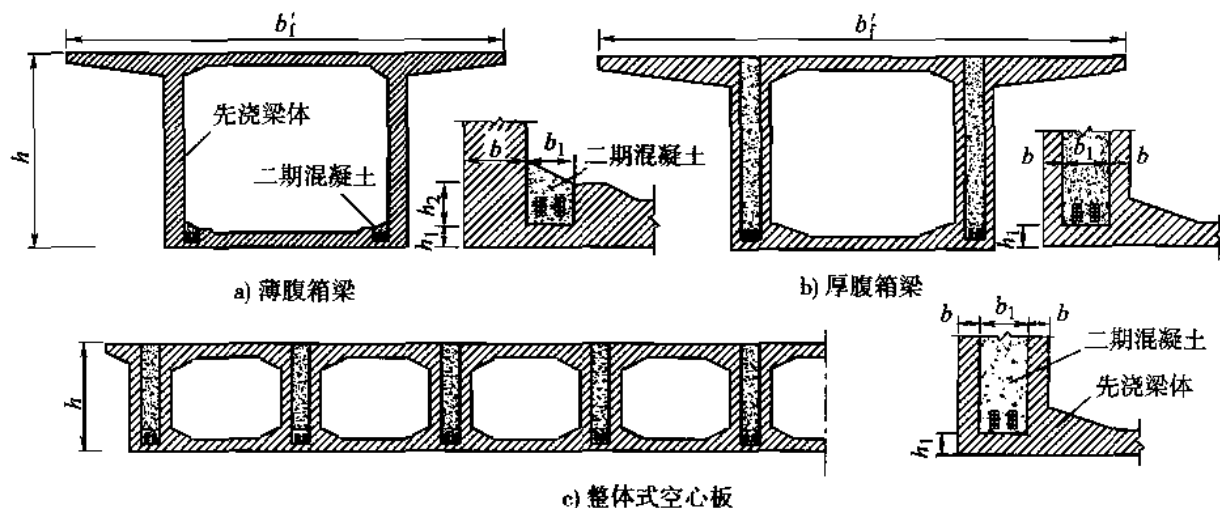 b′f
b′f
h
先浇梁体
二期混凝土
b
b₁
二期混凝土
h₂
h₁
b
b₁
b
h₁
a) 薄腹箱梁
b) 厚腹箱梁
h
b
b₁
b
二期混凝土
先浇梁体
h₁
c) 整体式空心板